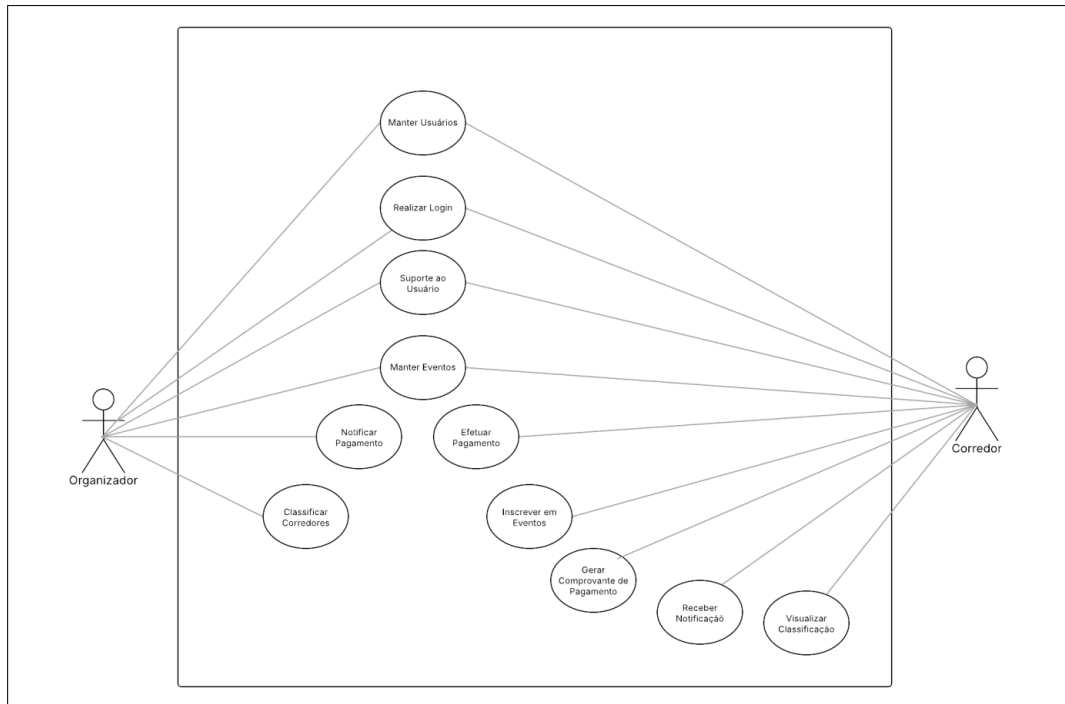 Manter Usuários
Realizar Login
Suporte ao
Usuário
Manter Eventos
Notificar
Pagamento
Efetuar
Pagamento
Organizador
Corredor
Classificar
Corredores
Inscrever em
Eventos
Gerar
Comprovante de
Pagamento
Receber
Notificaçãõ
Visualizar
Classificação